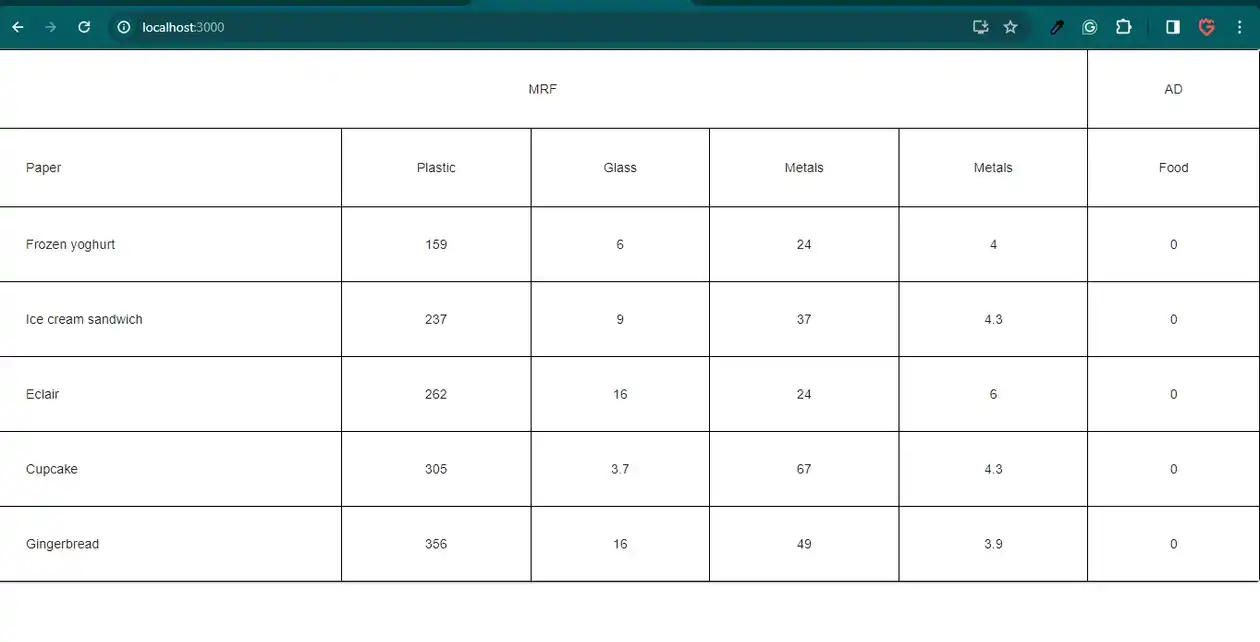 localhost:3000
MRF AD
Paper Plastic Glass Metals Metals Food
Frozen yoghurt 159 6 24 4 0
Ice cream sandwich 237 9 37 4.3 0
Eclair 262 16 24 6 0
Cupcake 305 3.7 67 4.3 0
Gingerbread 356 16 49 3.9 0